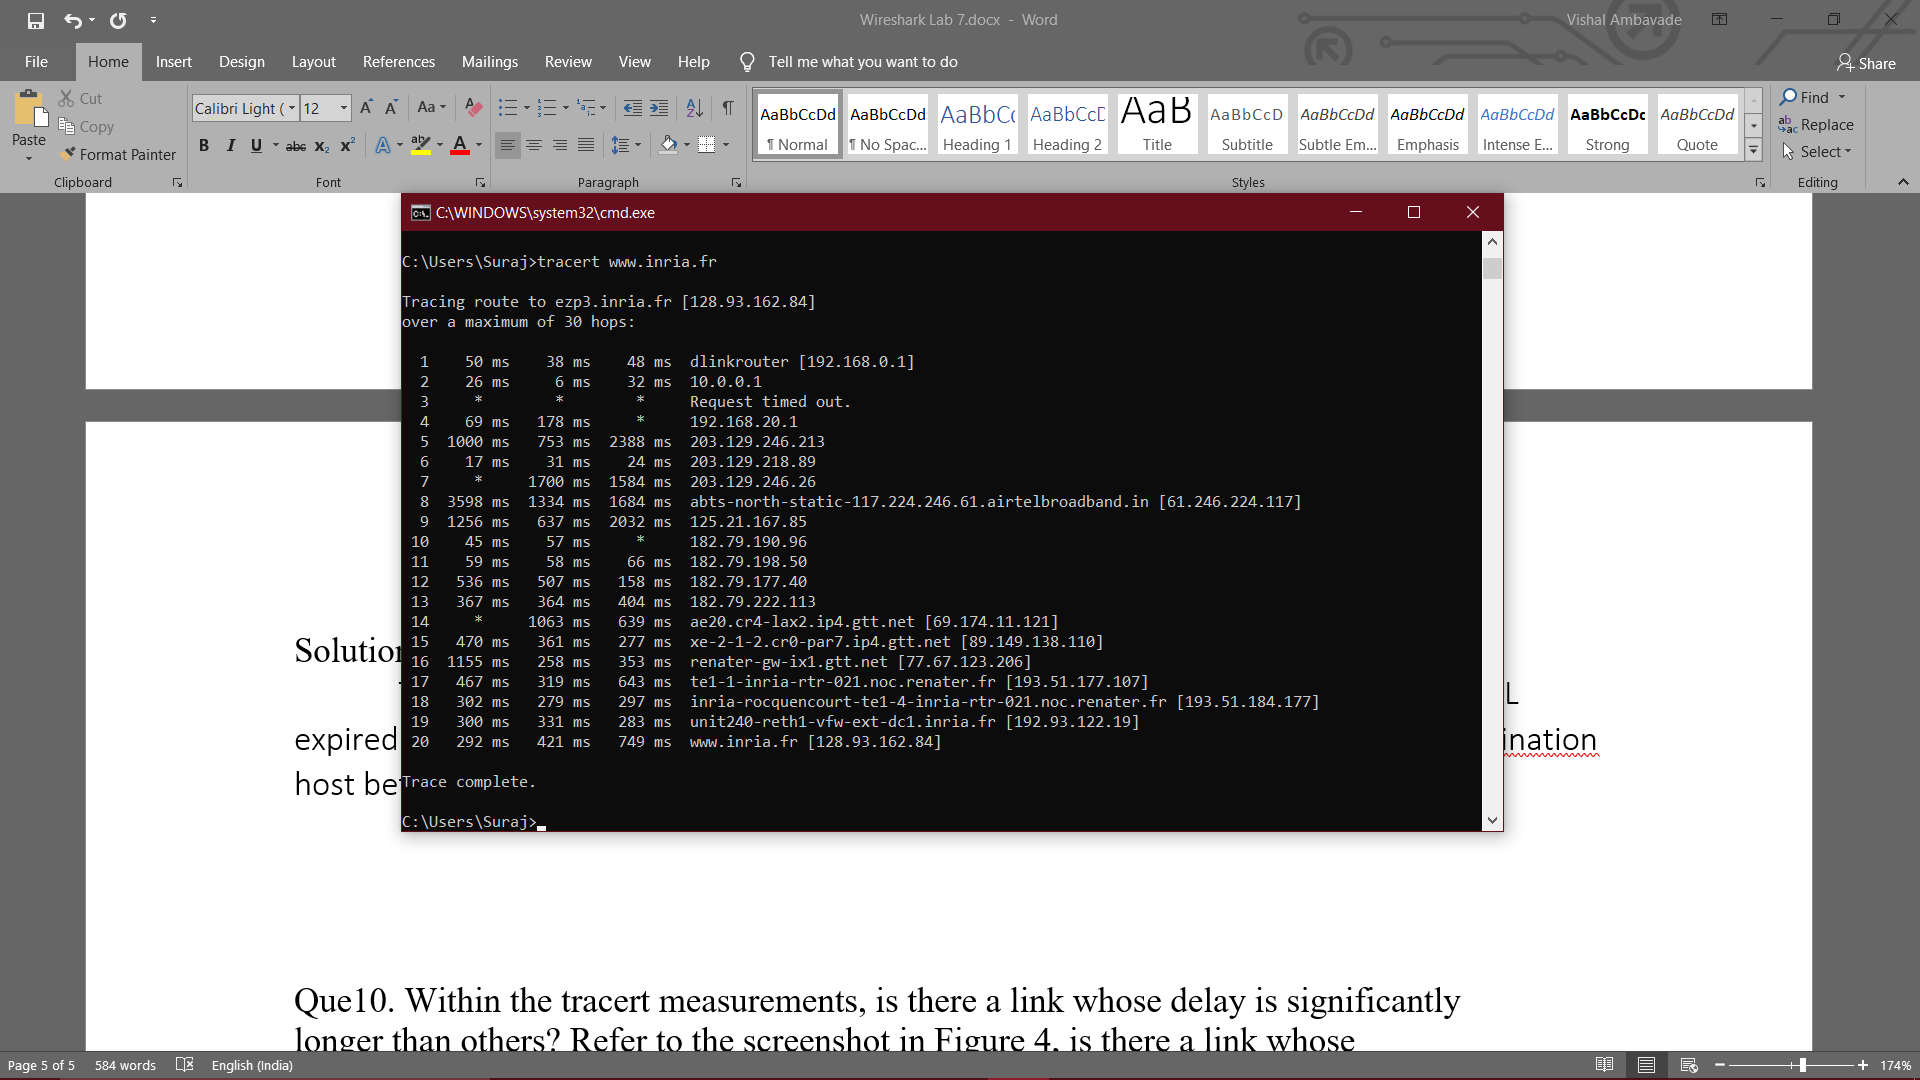 Wireshark Lab 7.docx - Word
Vishal Ambavade
File Home Insert Design Layout References Mailings Review View Help Tell me what you want to do
Share
Paste
Cut
Copy
Format Painter
Clipboard
Calibri Light ( 12
Font
Paragraph
AaBbCcDd AaBbCcDd AaBbC AaBbCcD AaB AaBbCcD AaBbCcDd AaBbCcDd AaBbCcDd AaBbCcDc AaBbCcDd
¶ Normal ¶ No Spac... Heading 1 Heading 2 Title Subtitle Subtle Em... Emphasis Intense E... Strong Quote
Styles
Find
Replace
Select
Editing
C:\WINDOWS\system32\cmd.exe
C:\Users\Suraj>tracert www.inria.fr
Tracing route to ezp3.inria.fr [128.93.162.84]
over a maximum of 30 hops:
1 50 ms 38 ms 48 ms dlinkrouter [192.168.0.1]
2 26 ms 6 ms 32 ms 10.0.0.1
3 * * * Request timed out.
4 69 ms 178 ms * 192.168.20.1
5 1000 ms 753 ms 2388 ms 203.129.246.213
6 17 ms 31 ms 24 ms 203.129.218.89
7 * 1700 ms 1584 ms 203.129.246.26
8 3598 ms 1334 ms 1684 ms abts-north-static-117.224.246.61.airtelbroadband.in [61.246.224.117]
9 1256 ms 637 ms 2032 ms 125.21.167.85
10 45 ms 57 ms * 182.79.190.96
11 59 ms 58 ms 66 ms 182.79.198.50
12 536 ms 507 ms 158 ms 182.79.177.40
13 367 ms 364 ms 404 ms 182.79.222.113
14 * 1063 ms 639 ms ae20.cr4-lax2.ip4.gtt.net [69.174.11.121]
15 470 ms 361 ms 277 ms xe-2-1-2.cr0-par7.ip4.gtt.net [89.149.138.110]
16 1155 ms 258 ms 353 ms renater-gw-ix1.gtt.net [77.67.123.206]
17 467 ms 319 ms 643 ms te1-1-inria-rtr-021.noc.renater.fr [193.51.177.107]
18 302 ms 279 ms 297 ms inria-rocquencourt-te1-4-inria-rtr-021.noc.renater.fr [193.51.184.177]
19 300 ms 331 ms 283 ms unit240-reth1-vfw-ext-dc1.inria.fr [192.93.122.19]
20 292 ms 421 ms 749 ms www.inria.fr [128.93.162.84]
Trace complete.
C:\Users\Suraj>
Solution
L
expired ination
host be
Que10. Within the tracert measurements, is there a link whose delay is significantly
longer than others? Refer to the screenshot in Figure 4, is there a link whose
Page 5 of 5 584 words English (India) 174%